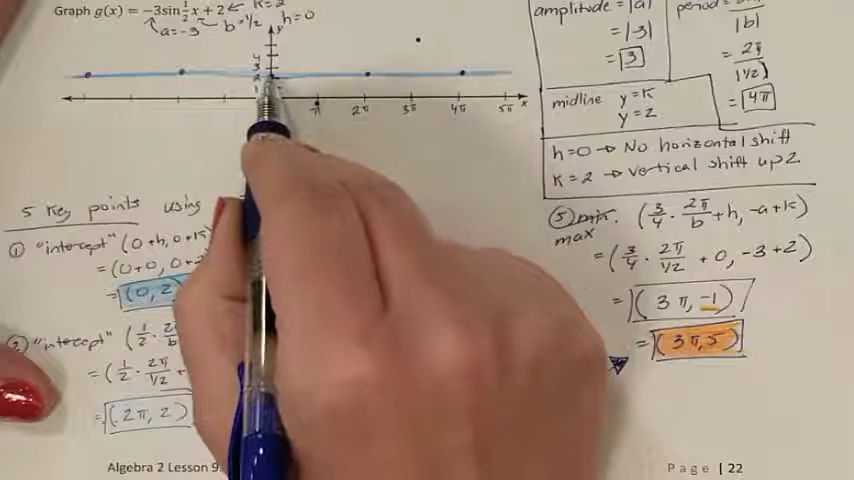 Graph g(x) = -3sin½x + 2 ← K=2
a=-3 b=½ h=0
y
4
3
2
1
π 2π 3π 4π 5π x
amplitude = |a|
= |-3|
= 3
period =
|b|
= 2π
|1/2|
= 4π
midline y=K
y=2
h=0 → No horizontal shift
K=2 → vertical shift up 2
5 key points using
① "intercept" (0+h, 0+K)
= (0+0, 0+2
= (0, 2)
② "intercept" (½ · 2π
b
= (½ · 2π
1/2
= (2π, 2)
⑤ min. (¾ · 2π/b + h, -a+K)
max
= (¾ · 2π/½ + 0, -3+2)
= (3π, -1)
= (3π, 5)
Algebra 2 Lesson 9.
Page | 22